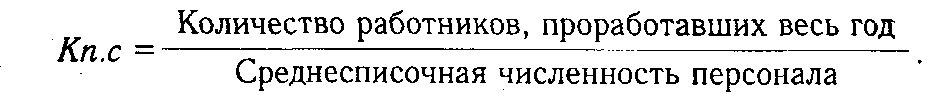 Количество работников, проработавших весь год
Кп.с =
Среднесписочная численность персонала
.